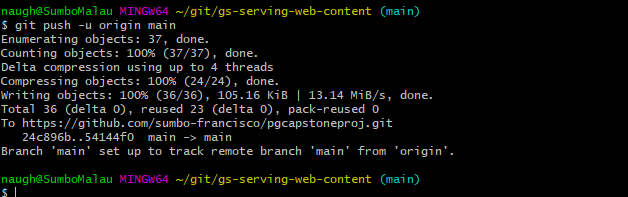 naugh@SumboMalau MINGW64 ~/git/gs-serving-web-content (main)
$ git push -u origin main
Enumerating objects: 37, done.
Counting objects: 100% (37/37), done.
Delta compression using up to 4 threads
Compressing objects: 100% (24/24), done.
Writing objects: 100% (36/36), 105.16 KiB | 13.14 MiB/s, done.
Total 36 (delta 0), reused 23 (delta 0), pack-reused 0
To https://github.com/sumbo-francisco/pgcapstoneproj.git
   24c896b..54144f0  main -> main
Branch 'main' set up to track remote branch 'main' from 'origin'.

naugh@SumboMalau MINGW64 ~/git/gs-serving-web-content (main)
$